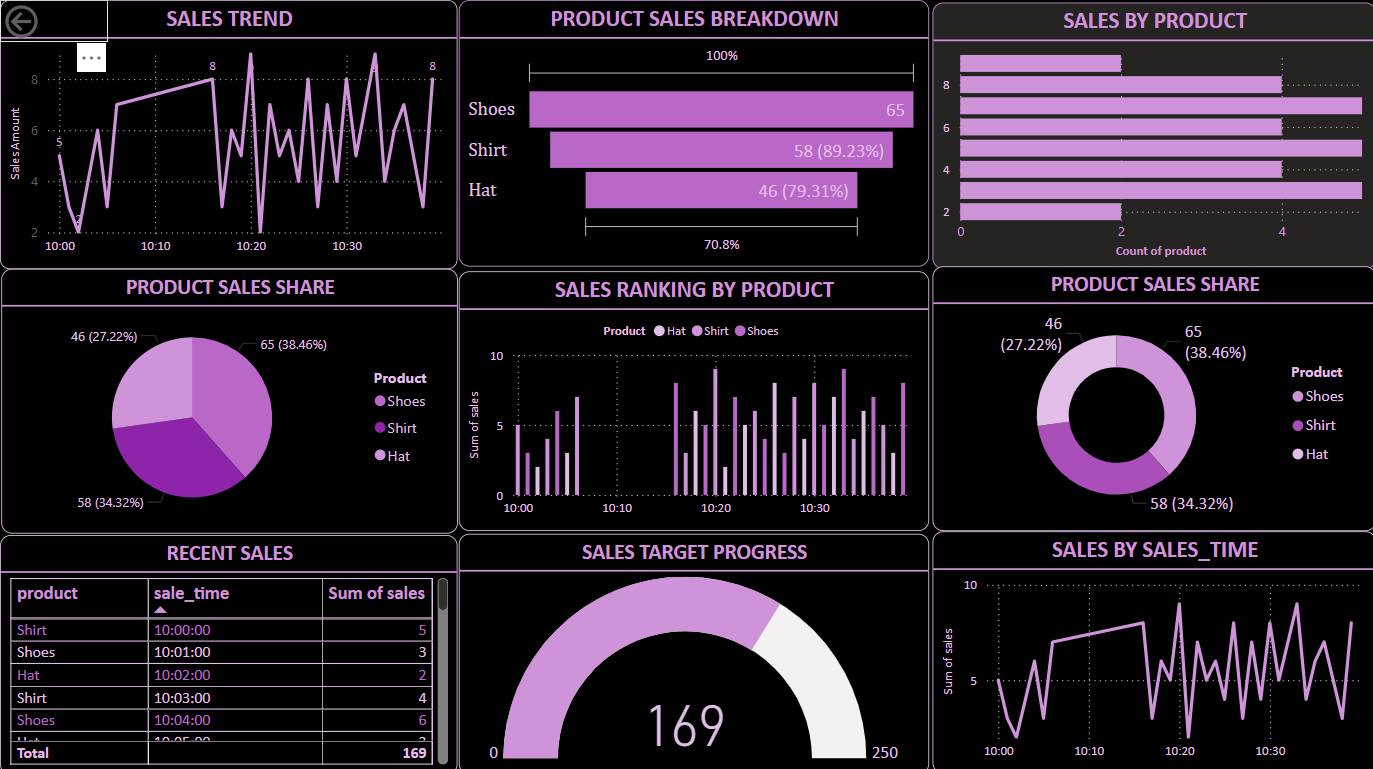 SALES TREND
...
Sales Amount
8
6
4
2
5
2
8
8
10:00
10:10
10:20
10:30
PRODUCT SALES BREAKDOWN
100%
Shoes
65
Shirt
58 (89.23%)
Hat
46 (79.31%)
70.8%
SALES BY PRODUCT
8
6
4
2
0
2
4
Count of product
PRODUCT SALES SHARE
46 (27.22%)
65 (38.46%)
58 (34.32%)
Product
Shoes
Shirt
Hat
SALES RANKING BY PRODUCT
Product Hat Shirt Shoes
Sum of sales
10
5
0
10:00
10:10
10:20
10:30
PRODUCT SALES SHARE
46
(27.22%)
65
(38.46%)
58 (34.32%)
Product
Shoes
Shirt
Hat
RECENT SALES
product sale_time Sum of sales
Shirt 10:00:00 5
Shoes 10:01:00 3
Hat 10:02:00 2
Shirt 10:03:00 4
Shoes 10:04:00 6
Total 169
SALES TARGET PROGRESS
169
0
250
SALES BY SALES_TIME
Sum of sales
10
5
10:00
10:10
10:20
10:30